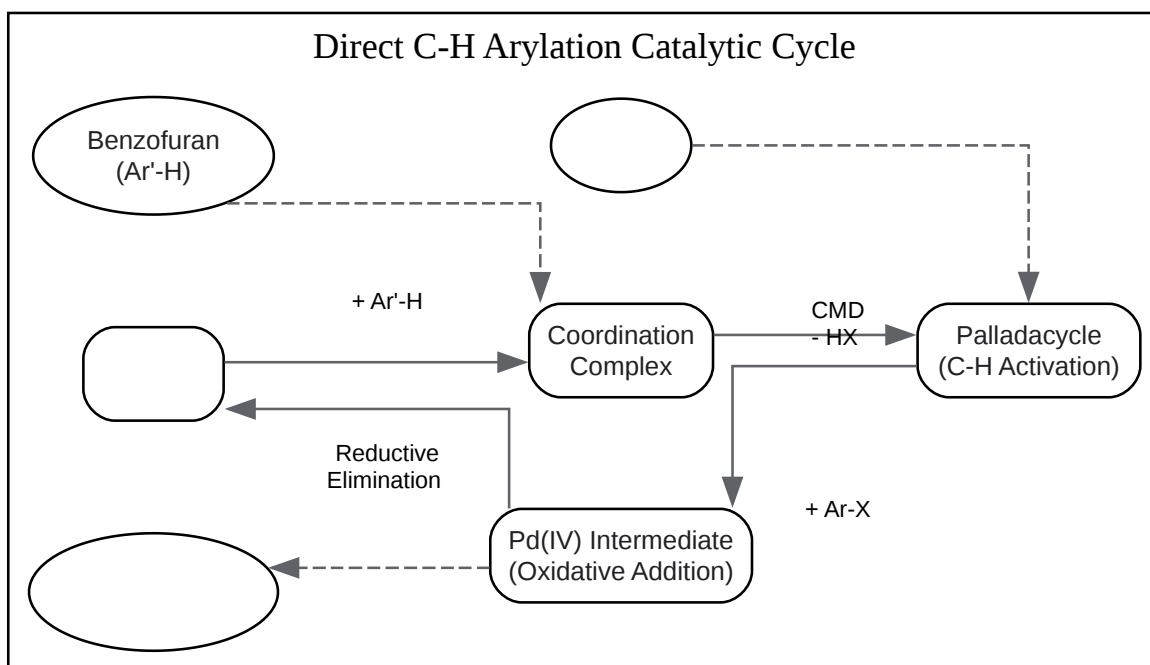 Direct C-H Arylation Catalytic Cycle
Benzofuran
(Ar'-H)
+ Ar'-H
Coordination
Complex
CMD
- HX
Palladacycle
(C-H Activation)
Reductive
Elimination
+ Ar-X
Pd(IV) Intermediate
(Oxidative Addition)